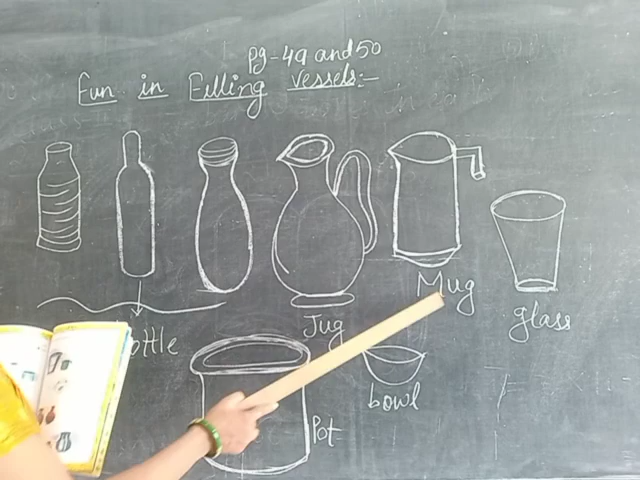 Pg-49 and 50
Fun in Filling vessels:-
Mug
Jug
glass
ottle
bowl
Pot